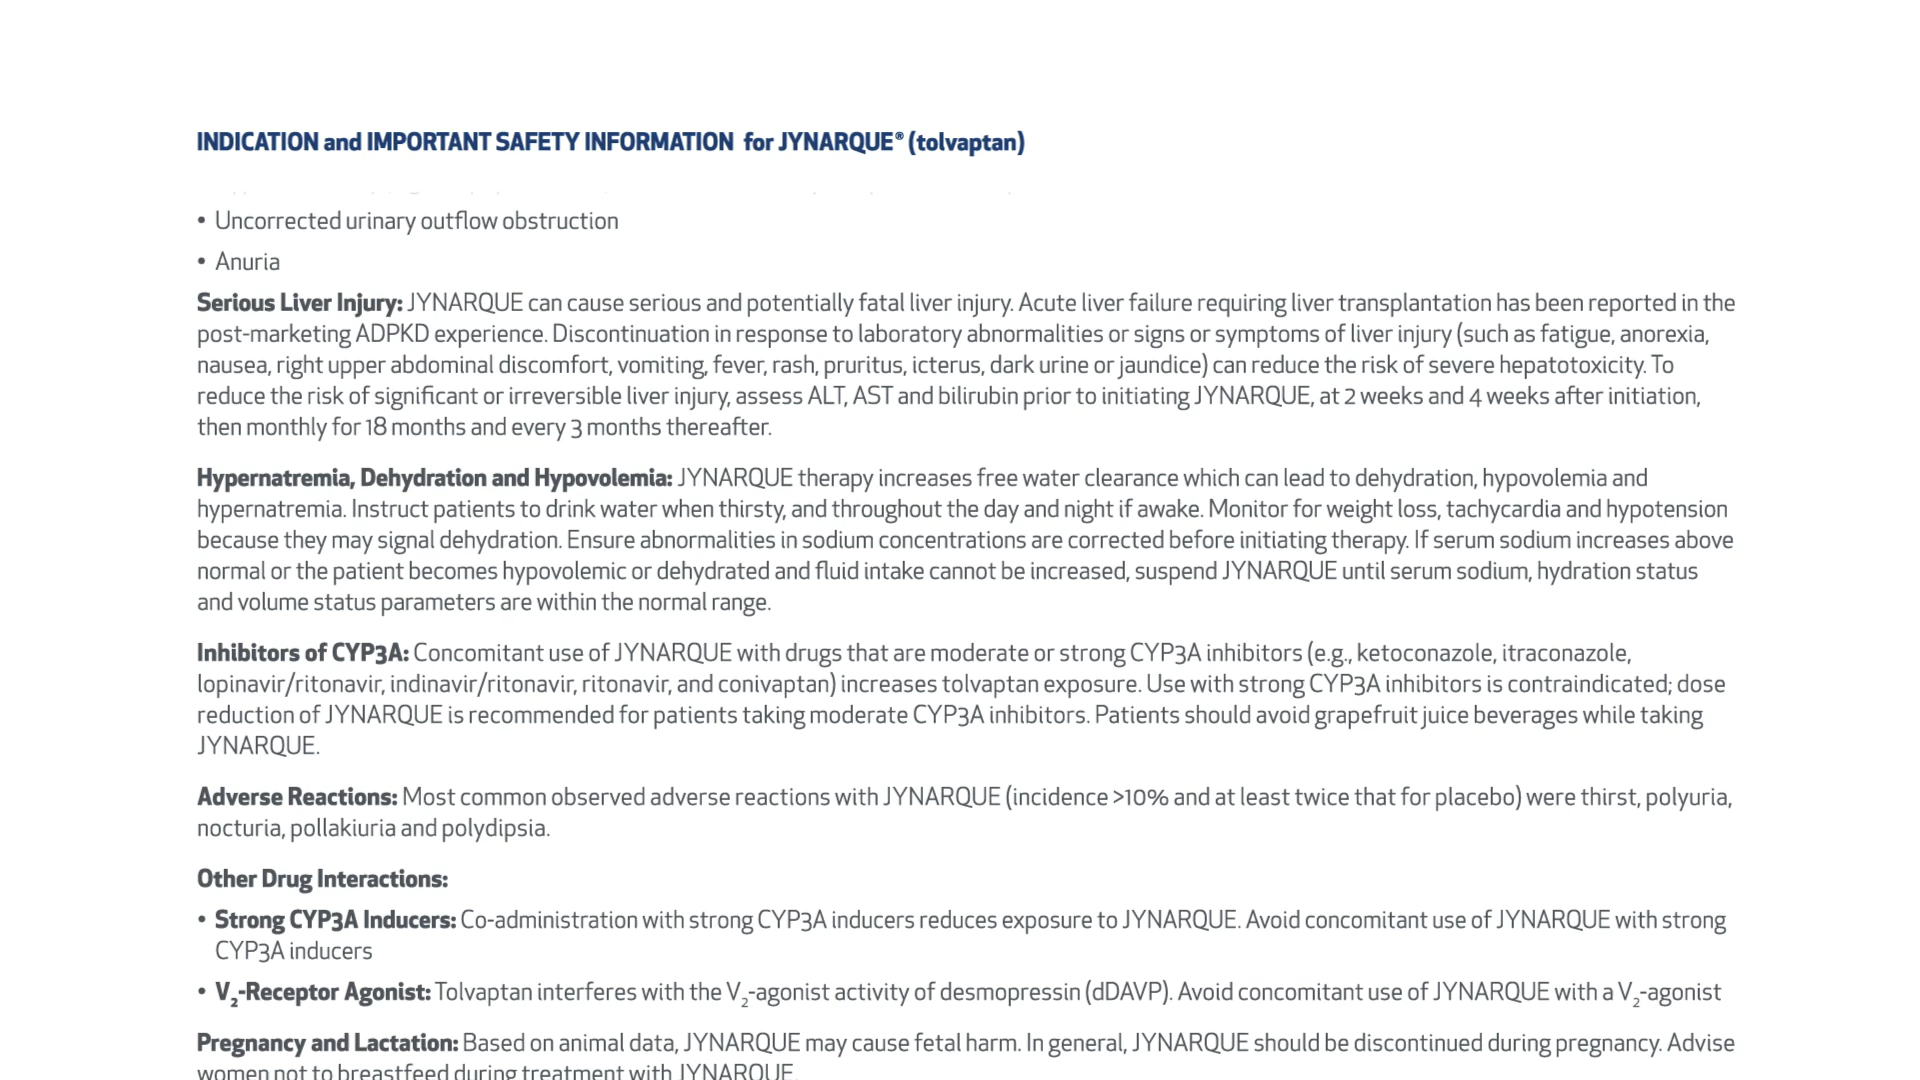 INDICATION and IMPORTANT SAFETY INFORMATION for JYNARQUE® (tolvaptan)
• Uncorrected urinary outflow obstruction
• Anuria
Serious Liver Injury: JYNARQUE can cause serious and potentially fatal liver injury. Acute liver failure requiring liver transplantation has been reported in the
post-marketing ADPKD experience. Discontinuation in response to laboratory abnormalities or signs or symptoms of liver injury (such as fatigue, anorexia,
nausea, right upper abdominal discomfort, vomiting, fever, rash, pruritus, icterus, dark urine or jaundice) can reduce the risk of severe hepatotoxicity. To
reduce the risk of significant or irreversible liver injury, assess ALT, AST and bilirubin prior to initiating JYNARQUE, at 2 weeks and 4 weeks after initiation,
then monthly for 18 months and every 3 months thereafter.
Hypernatremia, Dehydration and Hypovolemia: JYNARQUE therapy increases free water clearance which can lead to dehydration, hypovolemia and
hypernatremia. Instruct patients to drink water when thirsty, and throughout the day and night if awake. Monitor for weight loss, tachycardia and hypotension
because they may signal dehydration. Ensure abnormalities in sodium concentrations are corrected before initiating therapy. If serum sodium increases above
normal or the patient becomes hypovolemic or dehydrated and fluid intake cannot be increased, suspend JYNARQUE until serum sodium, hydration status
and volume status parameters are within the normal range.
Inhibitors of CYP3A: Concomitant use of JYNARQUE with drugs that are moderate or strong CYP3A inhibitors (e.g., ketoconazole, itraconazole,
lopinavir/ritonavir, indinavir/ritonavir, ritonavir, and conivaptan) increases tolvaptan exposure. Use with strong CYP3A inhibitors is contraindicated; dose
reduction of JYNARQUE is recommended for patients taking moderate CYP3A inhibitors. Patients should avoid grapefruit juice beverages while taking
JYNARQUE.
Adverse Reactions: Most common observed adverse reactions with JYNARQUE (incidence >10% and at least twice that for placebo) were thirst, polyuria,
nocturia, pollakiuria and polydipsia.
Other Drug Interactions:
• Strong CYP3A Inducers: Co-administration with strong CYP3A inducers reduces exposure to JYNARQUE. Avoid concomitant use of JYNARQUE with strong
CYP3A inducers
• V₂-Receptor Agonist: Tolvaptan interferes with the V₂-agonist activity of desmopressin (dDAVP). Avoid concomitant use of JYNARQUE with a V₂-agonist
Pregnancy and Lactation: Based on animal data, JYNARQUE may cause fetal harm. In general, JYNARQUE should be discontinued during pregnancy. Advise
women not to breastfeed during treatment with JYNARQUE.